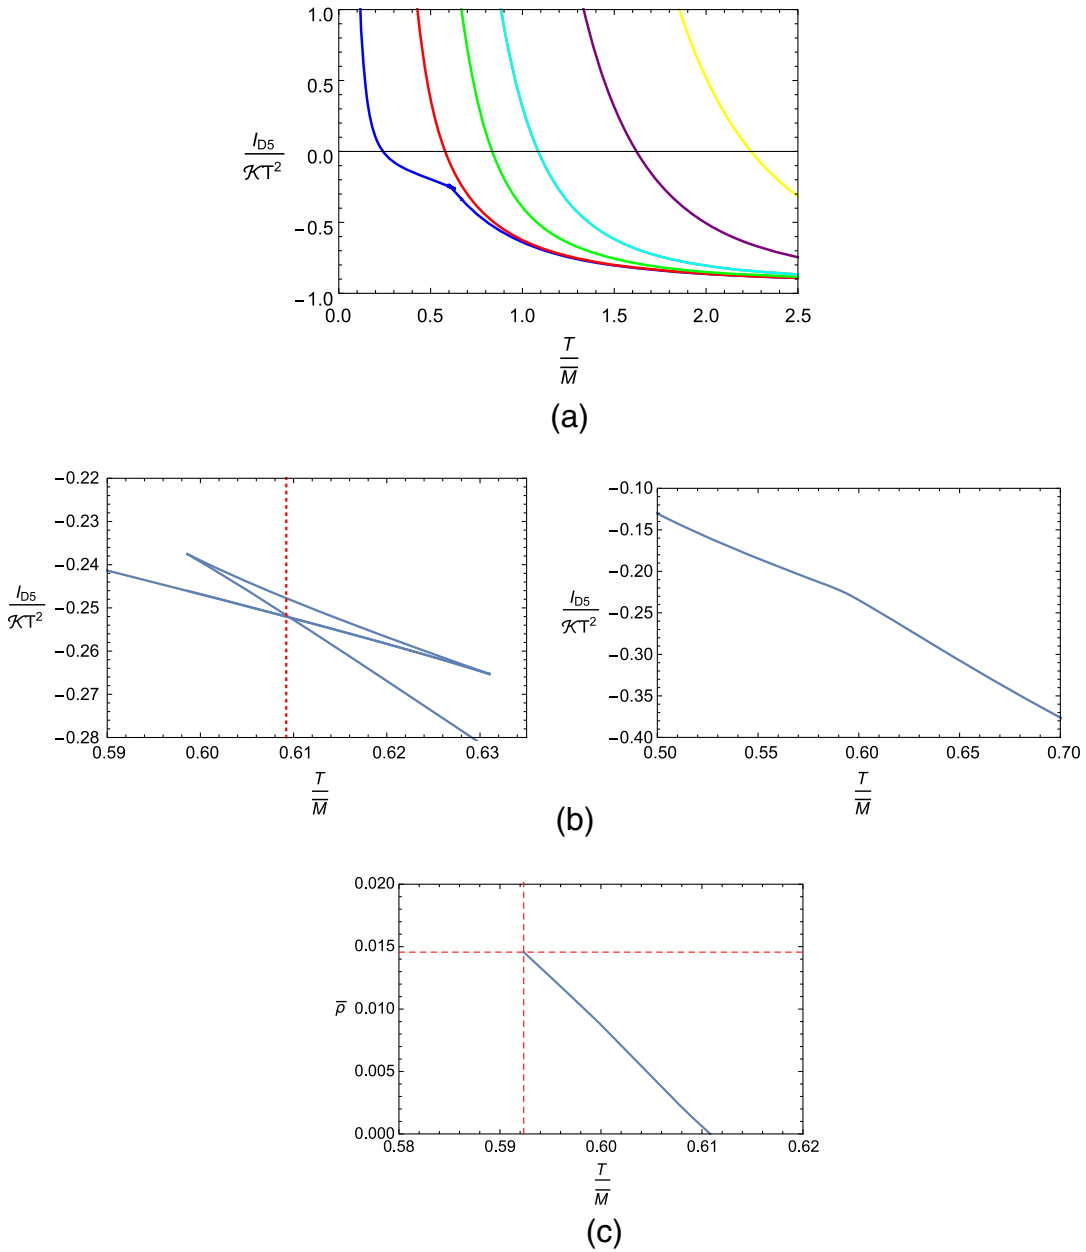 1.0
0.5
0.0
−0.5
−1.0
I_D5
𝒦T²
0.0 0.5 1.0 1.5 2.0 2.5
T
M̅
(a)
−0.22
−0.23
−0.24
−0.25
−0.26
−0.27
−0.28
I_D5
𝒦T²
0.59 0.60 0.61 0.62 0.63
T
M̅
−0.10
−0.15
−0.20
−0.25
−0.30
−0.35
−0.40
I_D5
𝒦T²
0.50 0.55 0.60 0.65 0.70
T
M̅
(b)
0.020
0.015
0.010
0.005
0.000
ρ̅
0.58 0.59 0.60 0.61 0.62
T
M̅
(c)